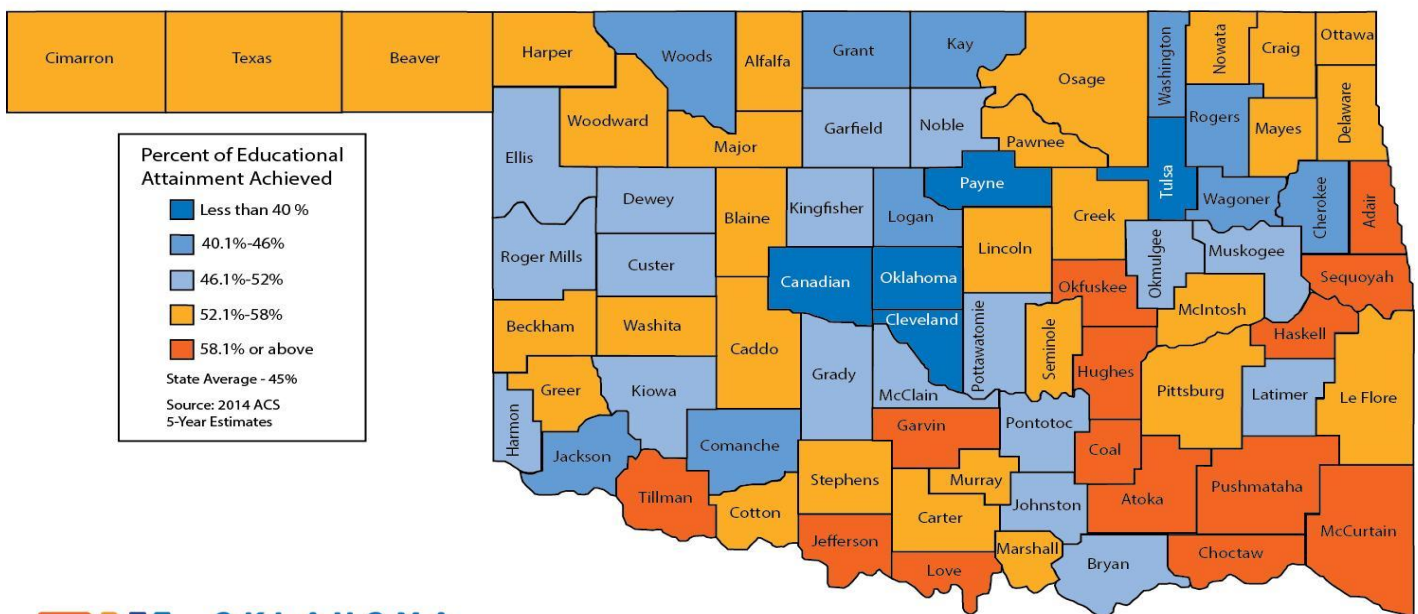 Cimarron
Texas
Beaver
Harper
Woods
Alfalfa
Grant
Kay
Osage
Washington
Nowata
Craig
Ottawa
Delaware
Ellis
Woodward
Major
Garfield
Noble
Pawnee
Rogers
Mayes
Percent of Educational
Attainment Achieved
Less than 40 %
40.1%-46%
46.1%-52%
52.1%-58%
58.1% or above
State Average - 45%
Source: 2014 ACS
5-Year Estimates
Dewey
Blaine
Kingfisher
Logan
Payne
Creek
Tulsa
Wagoner
Cherokee
Adair
Roger Mills
Custer
Canadian
Oklahoma
Lincoln
Okfuskee
Okmulgee
Muskogee
Sequoyah
Beckham
Washita
Caddo
Grady
Cleveland
McClain
Pottawatomie
Seminole
Hughes
McIntosh
Haskell
Pittsburg
Latimer
Le Flore
Harmon
Greer
Kiowa
Jackson
Comanche
Tillman
Cotton
Stephens
Garvin
Murray
Pontotoc
Coal
Atoka
Pushmataha
McCurtain
Jefferson
Carter
Love
Johnston
Marshall
Bryan
Choctaw
OKLAHOMA